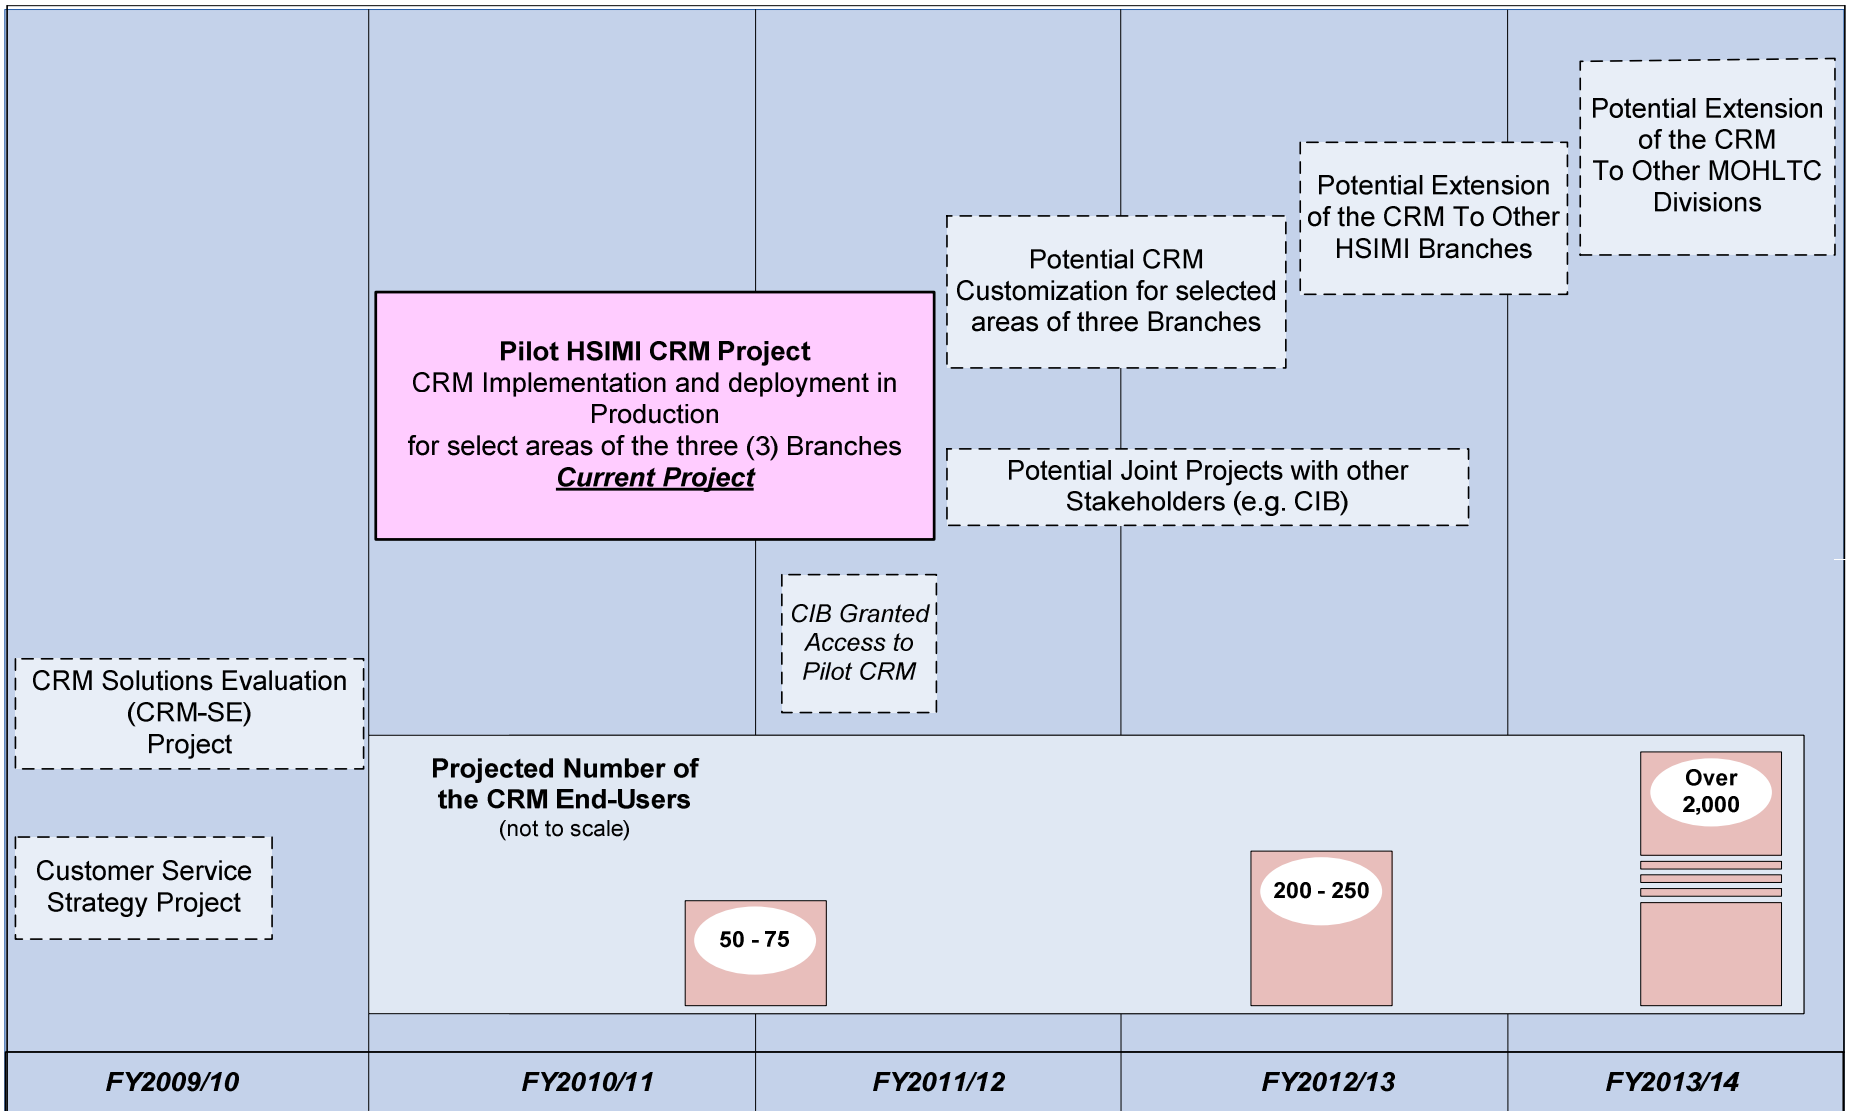 Potential Extension
of the CRM
To Other MOHLTC
Divisions
Potential Extension
of the CRM To Other
HSIMI Branches
Potential CRM
Customization for selected
areas of three Branches
Pilot HSIMI CRM Project
CRM Implementation and deployment in
Production
for select areas of the three (3) Branches
Current Project
Potential Joint Projects with other
Stakeholders (e.g. CIB)
CIB Granted
Access to
Pilot CRM
CRM Solutions Evaluation
(CRM-SE)
Project
Customer Service
Strategy Project
Projected Number of
the CRM End-Users
(not to scale)
50 - 75
200 - 250
Over
2,000
FY2009/10
FY2010/11
FY2011/12
FY2012/13
FY2013/14